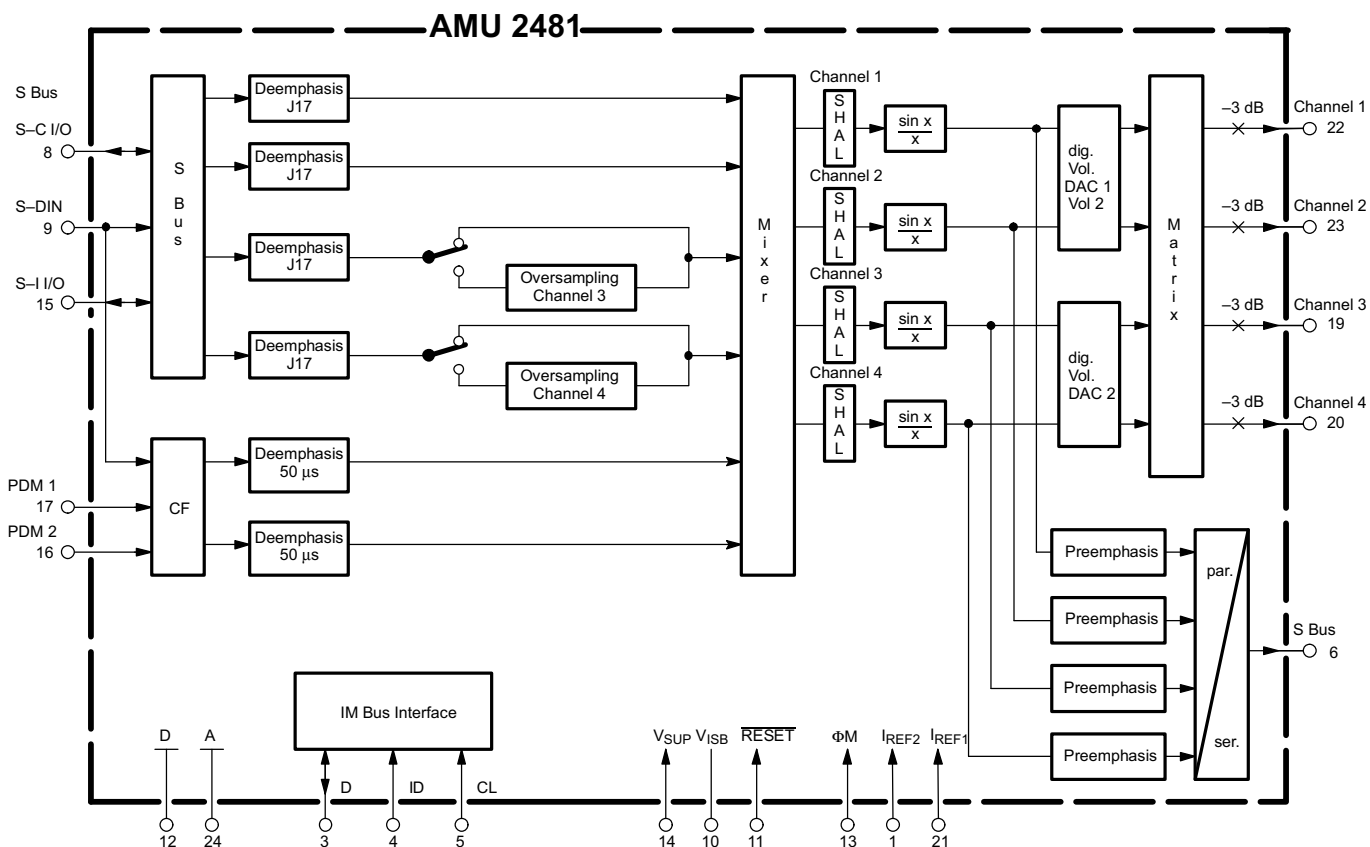 AMU 2481
S Bus
S–C I/O
8
S–DIN
9
S–I I/O
15
PDM 1
17
PDM 2
16
S
B
u
s
CF
Deemphasis
J17
Deemphasis
J17
Deemphasis
J17
Deemphasis
J17
Deemphasis
50 μs
Deemphasis
50 μs
Oversampling
Channel 3
Oversampling
Channel 4
M
i
x
e
r
Channel 1
S
H
A
L
sin x
x
Channel 2
S
H
A
L
sin x
x
Channel 3
S
H
A
L
sin x
x
Channel 4
S
H
A
L
sin x
x
dig.
Vol.
DAC 1
Vol 2
dig.
Vol.
DAC 2
M
a
t
r
i
x
–3 dB
Channel 1
22
–3 dB
Channel 2
23
–3 dB
Channel 3
19
–3 dB
Channel 4
20
Preemphasis
Preemphasis
Preemphasis
Preemphasis
par.
ser.
S Bus
6
IM Bus Interface
D
A
D
ID
CL
VSUP
VISB
RESET
ΦM
IREF2
IREF1
12
24
3
4
5
14
10
11
13
1
21